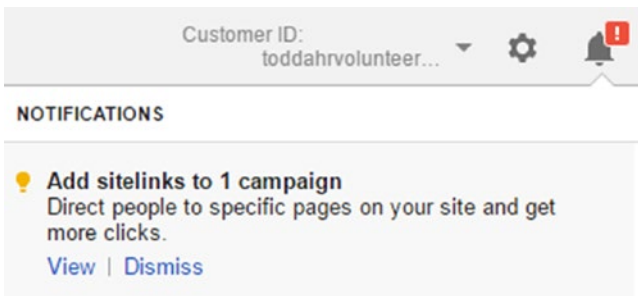 Customer ID:
toddahrvolunteer...
!
NOTIFICATIONS
Add sitelinks to 1 campaign
Direct people to specific pages on your site and get
more clicks.
View | Dismiss